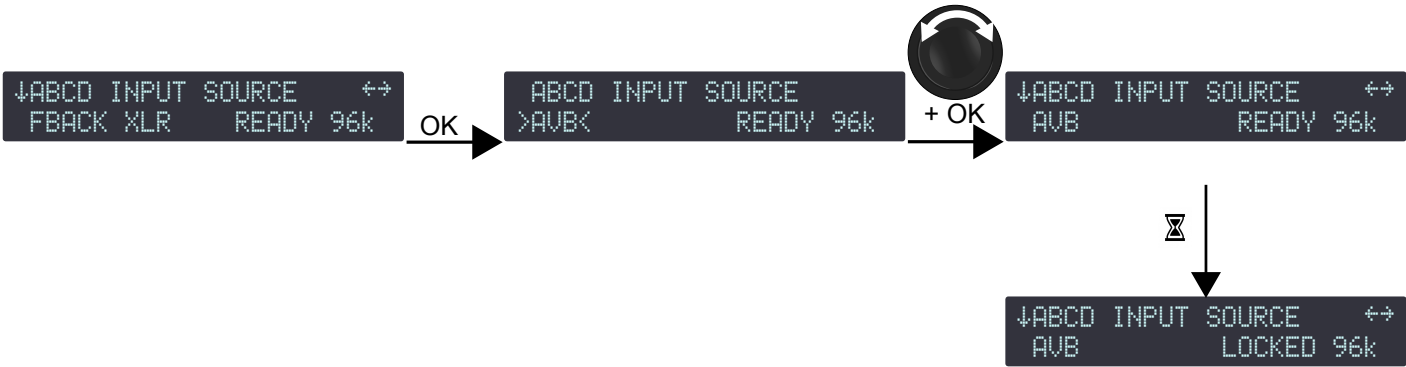 ↓ABCD INPUT SOURCE ←→
FBACK XLR READY 96k
OK
ABCD INPUT SOURCE
>AVB< READY 96k
+ OK
↓ABCD INPUT SOURCE ←→
AVB READY 96k
↓ABCD INPUT SOURCE ←→
AVB LOCKED 96k